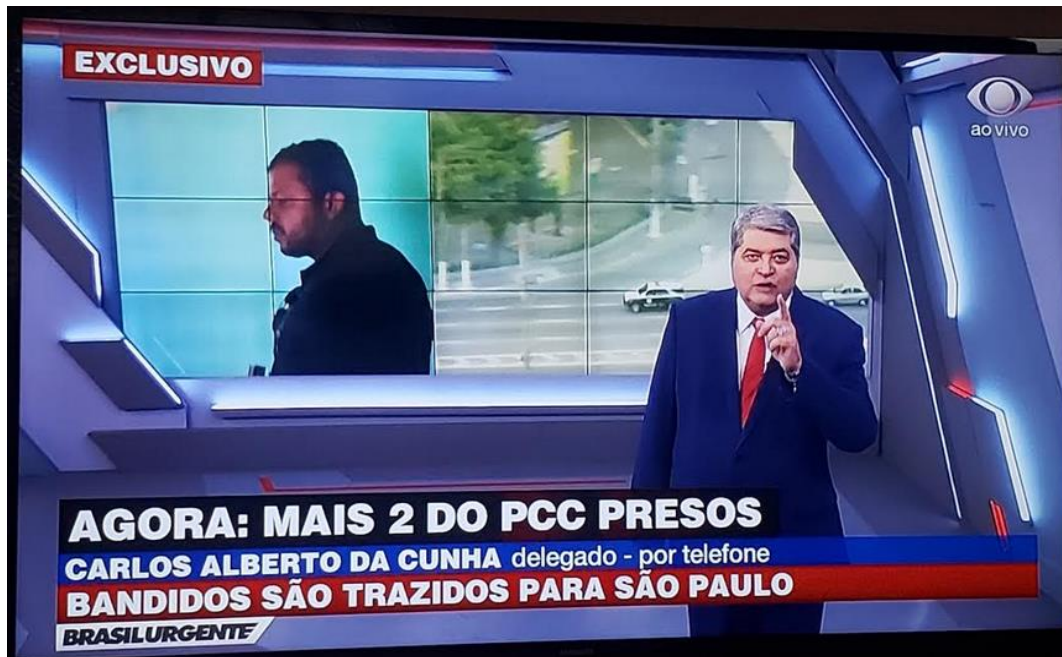 EXCLUSIVO
ao vivo
AGORA: MAIS 2 DO PCC PRESOS
CARLOS ALBERTO DA CUNHA delegado - por telefone
BANDIDOS SÃO TRAZIDOS PARA SÃO PAULO
BRASILURGENTE